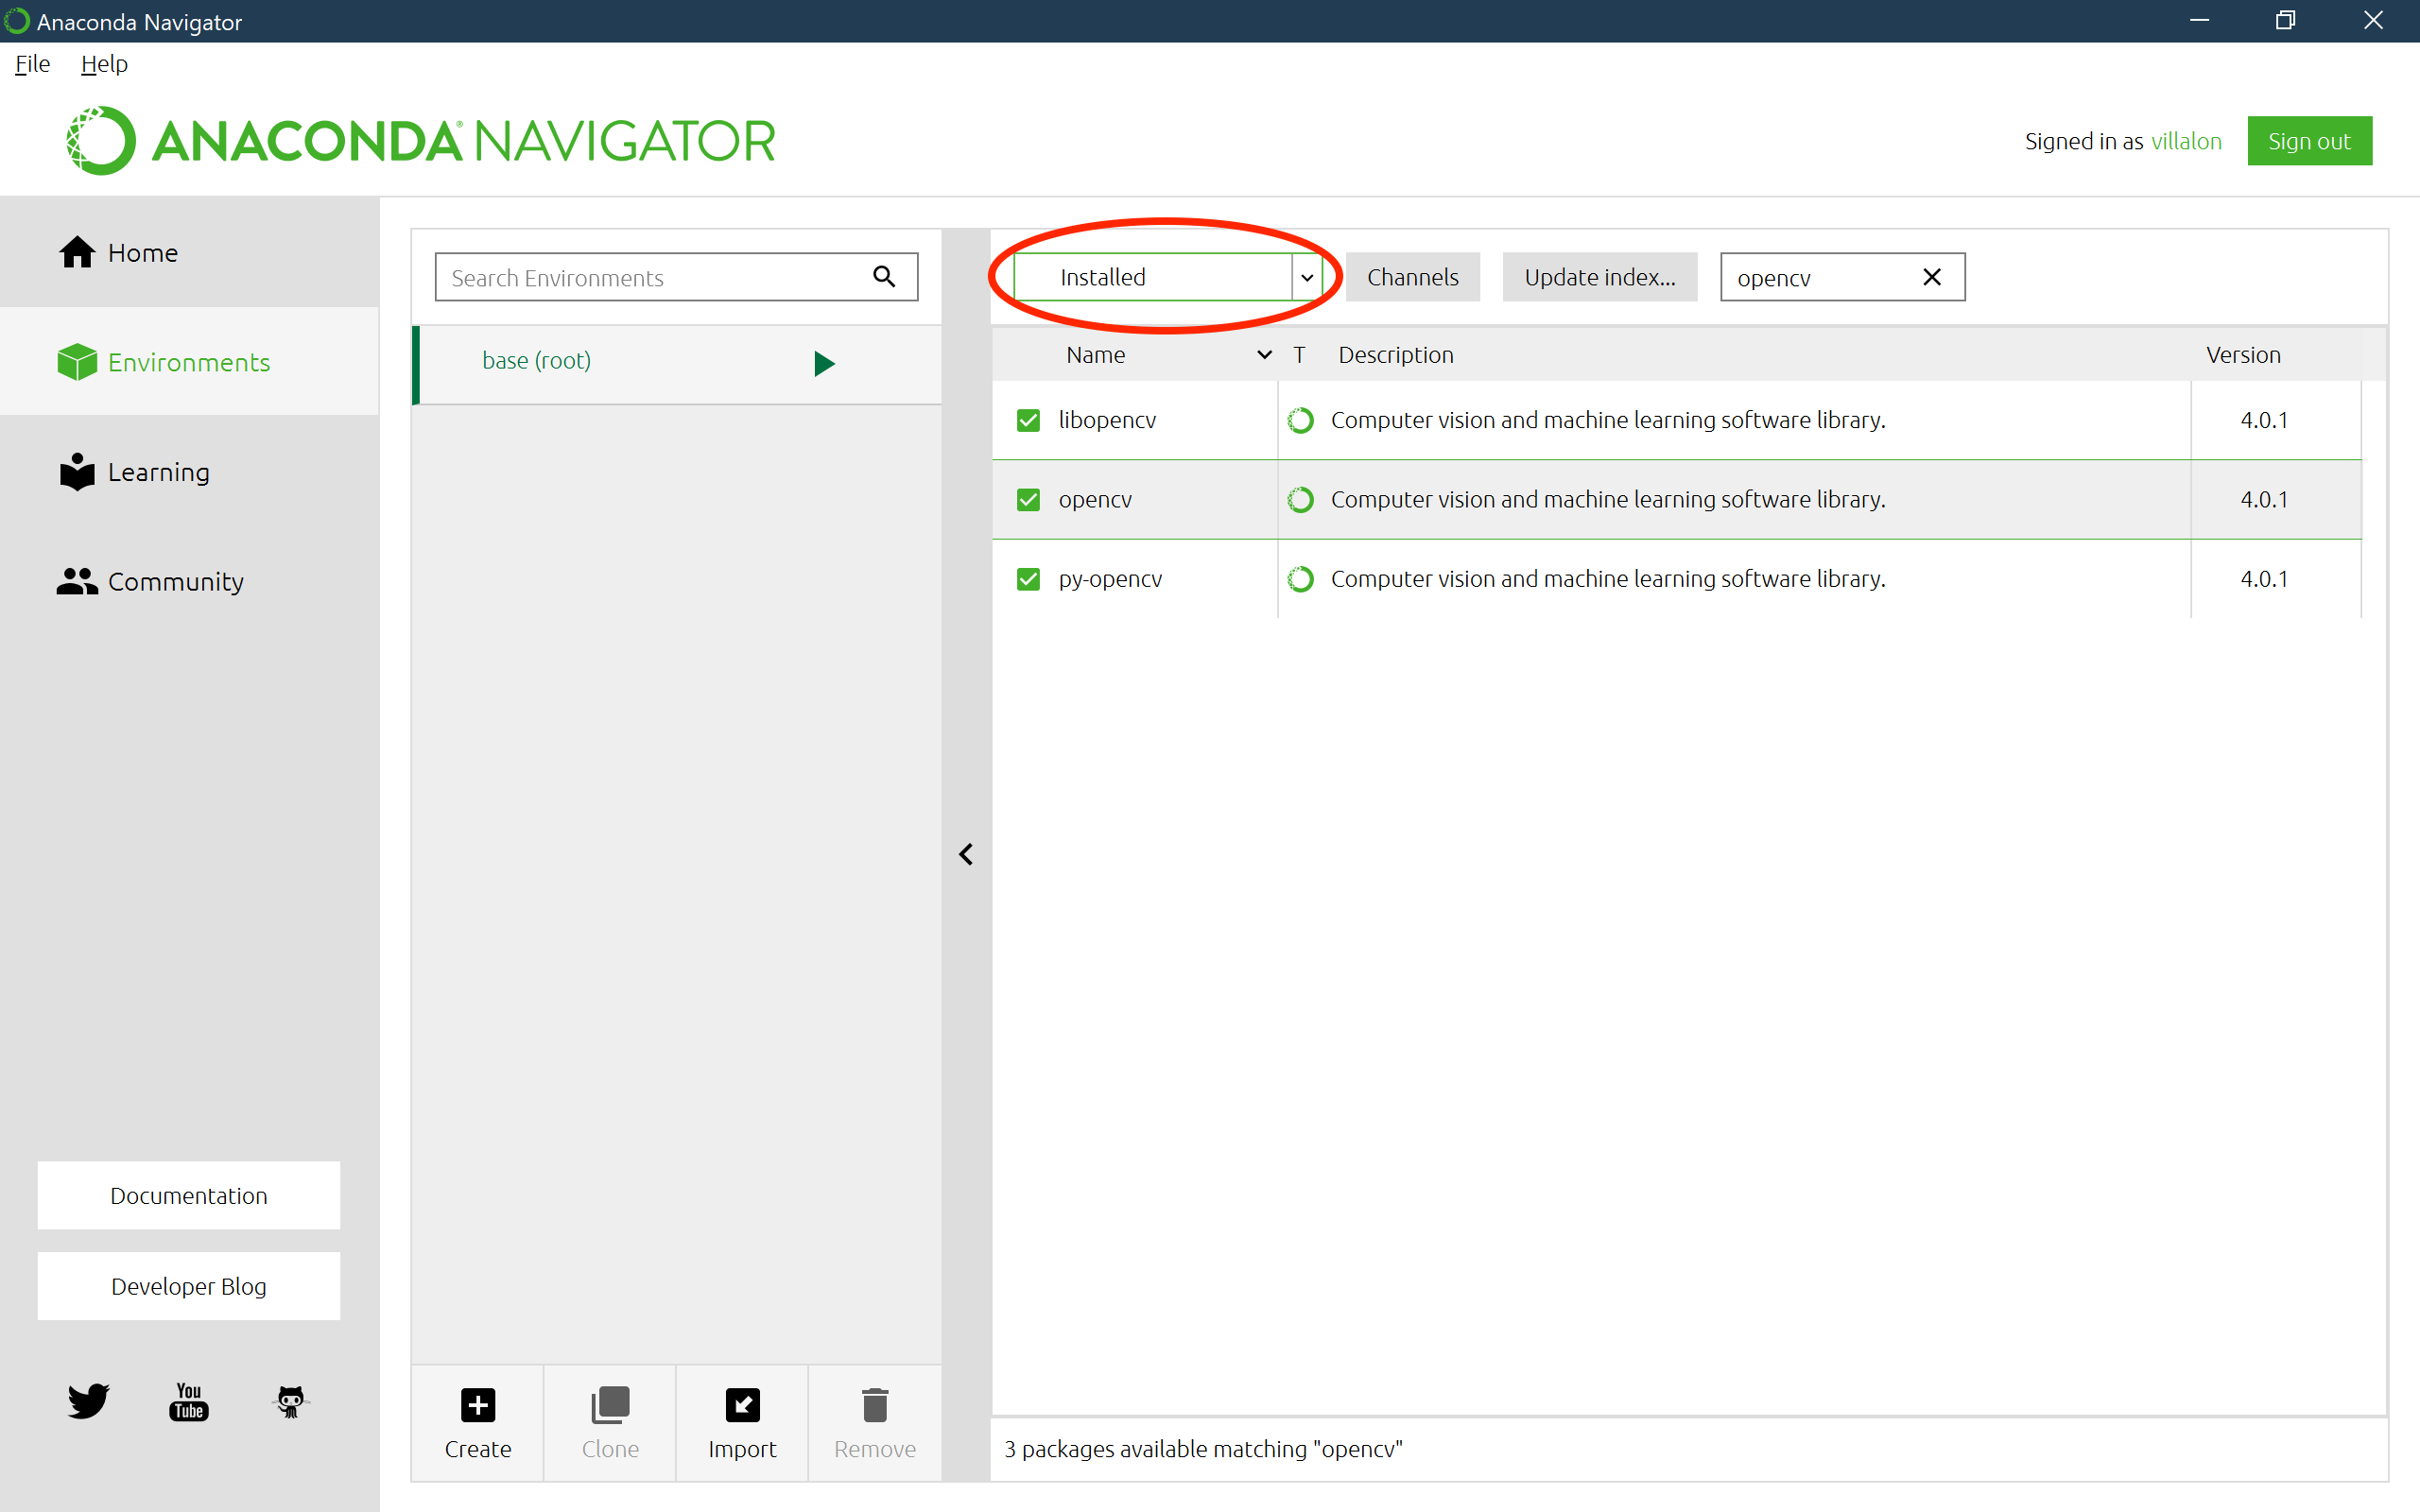 Anaconda Navigator
File Help
ANACONDA® NAVIGATOR
Signed in as villalon Sign out
Home
Environments
Learning
Community
Documentation
Developer Blog
You
Tube
Search Environments
base (root)
Create Clone Import Remove
Installed Channels Update index... opencv
Name T Description Version
libopencv Computer vision and machine learning software library. 4.0.1
opencv Computer vision and machine learning software library. 4.0.1
py-opencv Computer vision and machine learning software library. 4.0.1
3 packages available matching "opencv"